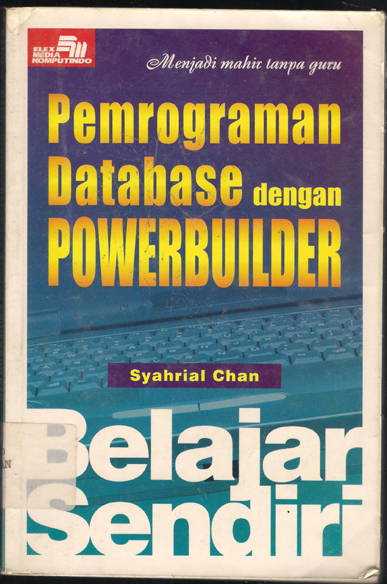 ELEX
MEDIA
KOMPUTINDO
Menjadi mahir tanpa guru
Pemrograman
Database dengan
POWERBUILDER
Syahrial Chan
Belajar
Sendiri